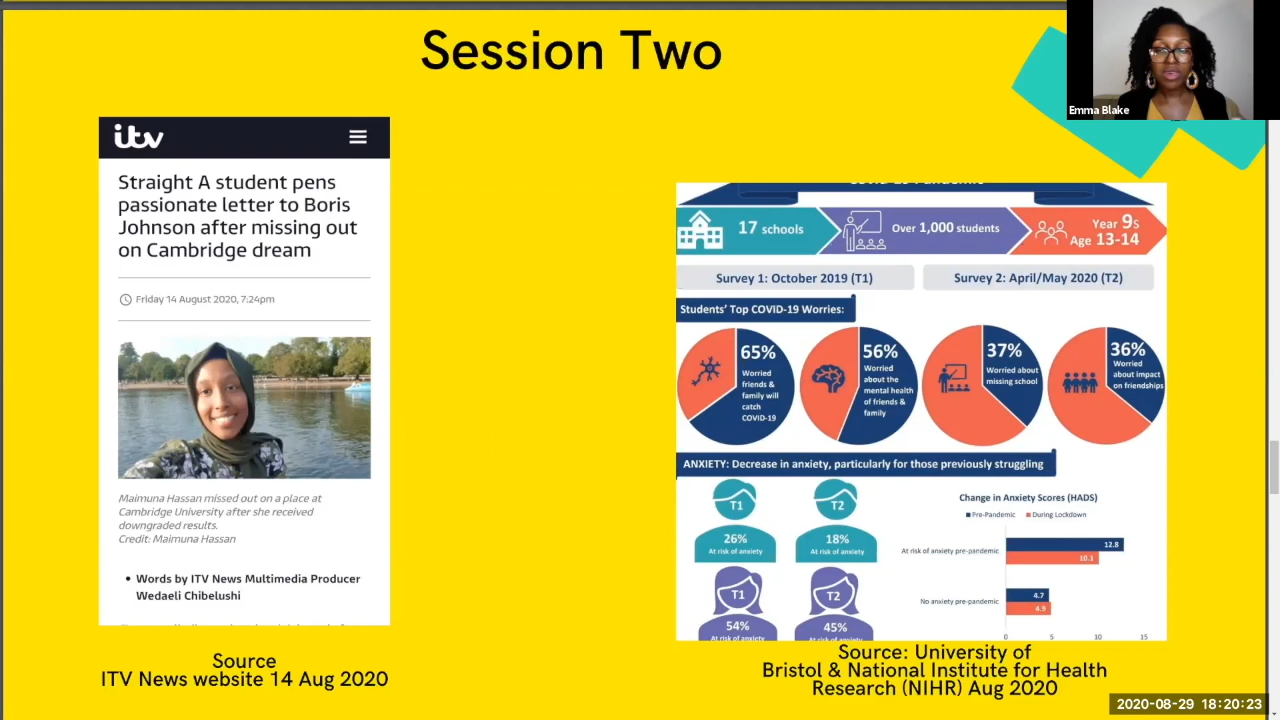 Session Two
Emma Blake
itv
Straight A student pens
passionate letter to Boris
Johnson after missing out
on Cambridge dream
Friday 14 August 2020, 7:24pm
Maimuna Hassan missed out on a place at
Cambridge University after she received
downgraded results.
Credit: Maimuna Hassan
• Words by ITV News Multimedia Producer
Wedaeli Chibelushi
Source
ITV News website 14 Aug 2020
17 schools
Over 1,000 students
Year 9s
Age 13-14
Survey 1: October 2019 (T1)
Survey 2: April/May 2020 (T2)
Students' Top COVID-19 Worries:
65%
Worried
friends &
family will
catch
COVID-19
56%
Worried
about the
mental health
of friends &
family
37%
Worried about
missing school
36%
Worried
about impact
on friendships
ANXIETY: Decrease in anxiety, particularly for those previously struggling
T1
26%
At risk of anxiety
T2
18%
At risk of anxiety
T1
54%
At risk of anxiety
T2
45%
At risk of anxiety
Change in Anxiety Scores (HADS)
Pre-Pandemic
During Lockdown
At risk of anxiety pre-pandemic
12.8
10.1
No anxiety pre-pandemic
4.7
4.9
0 5 10 15
Source: University of
Bristol & National Institute for Health
Research (NIHR) Aug 2020
2020-08-29 18:20:23